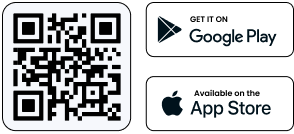 GET IT ON
Google Play
Available on the
App Store